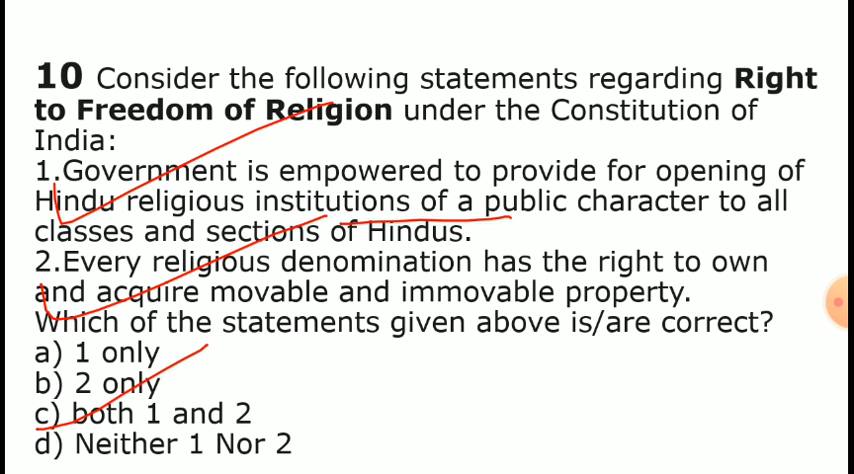 10 Consider the following statements regarding Right
to Freedom of Religion under the Constitution of
India:
1.Government is empowered to provide for opening of
Hindu religious institutions of a public character to all
classes and sections of Hindus.
2.Every religious denomination has the right to own
and acquire movable and immovable property.
Which of the statements given above is/are correct?
a) 1 only
b) 2 only
c) both 1 and 2
d) Neither 1 Nor 2